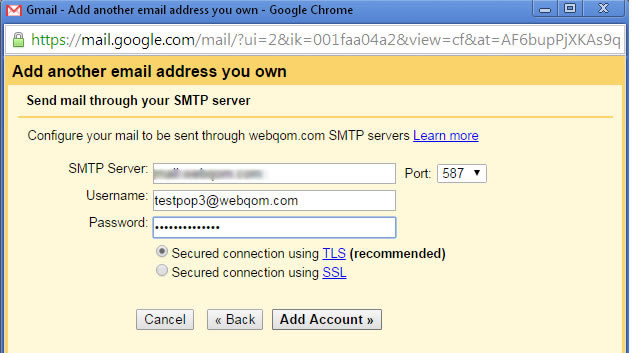 Gmail - Add another email address you own - Google Chrome
https://mail.google.com/mail/?ui=2&ik=001faa04a2&view=cf&at=AF6bupPjXKAs9q
Add another email address you own
Send mail through your SMTP server
Configure your mail to be sent through webqom.com SMTP servers Learn more
SMTP Server: Port: 587
Username: testpop3@webqom.com
Password: ••••••••••••••
Secured connection using TLS (recommended)
Secured connection using SSL
Cancel « Back Add Account »